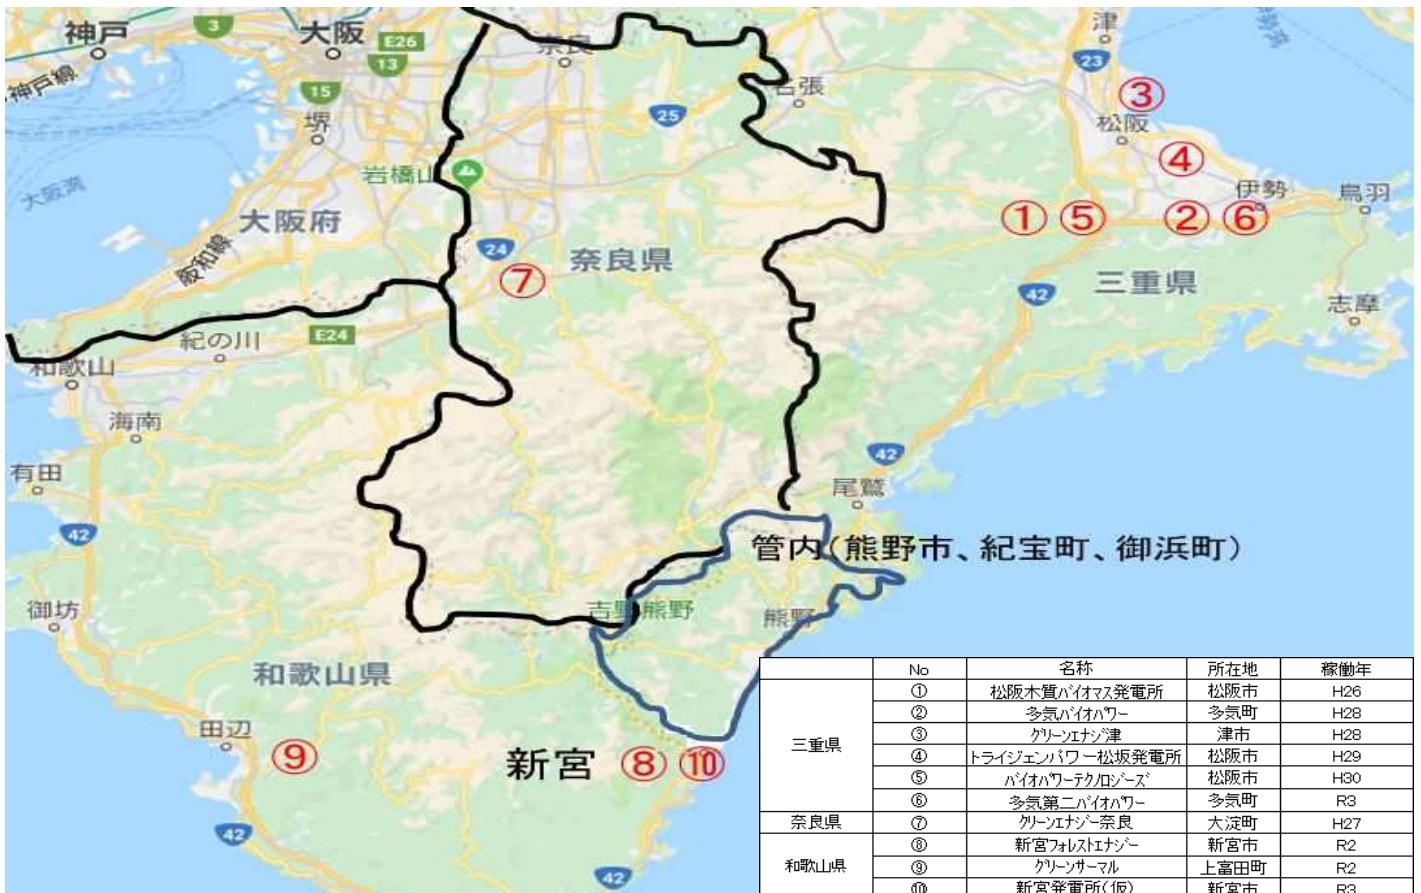 神戸
大阪
3
E26
13
奈良
津
23
神戸線
15
25
名張
③
堺
松阪
④
岩橋山
大阪湾
大阪府
伊勢
鳥羽
①
⑤
②
⑥
阪和線
24
奈良県
⑦
三重県
42
志摩
紀の川
E24
和歌山
海南
42
有田
尾鷲
42
管内(熊野市、紀宝町、御浜町)
御坊
吉野熊野
熊野
和歌山県
田辺
⑨
新宮
⑧
⑩
42
42
No 名称 所在地 稼働年
三重県
① 松阪木質バイオマス発電所 松阪市 H26
② 多気バイオパワー 多気町 H28
③ グリーンエナジー津 津市 H28
④ トライジェンパワー松坂発電所 松阪市 H29
⑤ バイオパワーテクノロジーズ 松阪市 H30
⑥ 多気第二バイオパワー 多気町 R3
奈良県 ⑦ クリーンエナジー奈良 大淀町 H27
和歌山県
⑧ 新宮フォレストエナジー 新宮市 R2
⑨ グリーンサーマル 上富田町 R2
⑩ 新宮発電所(仮) 新宮市 R3